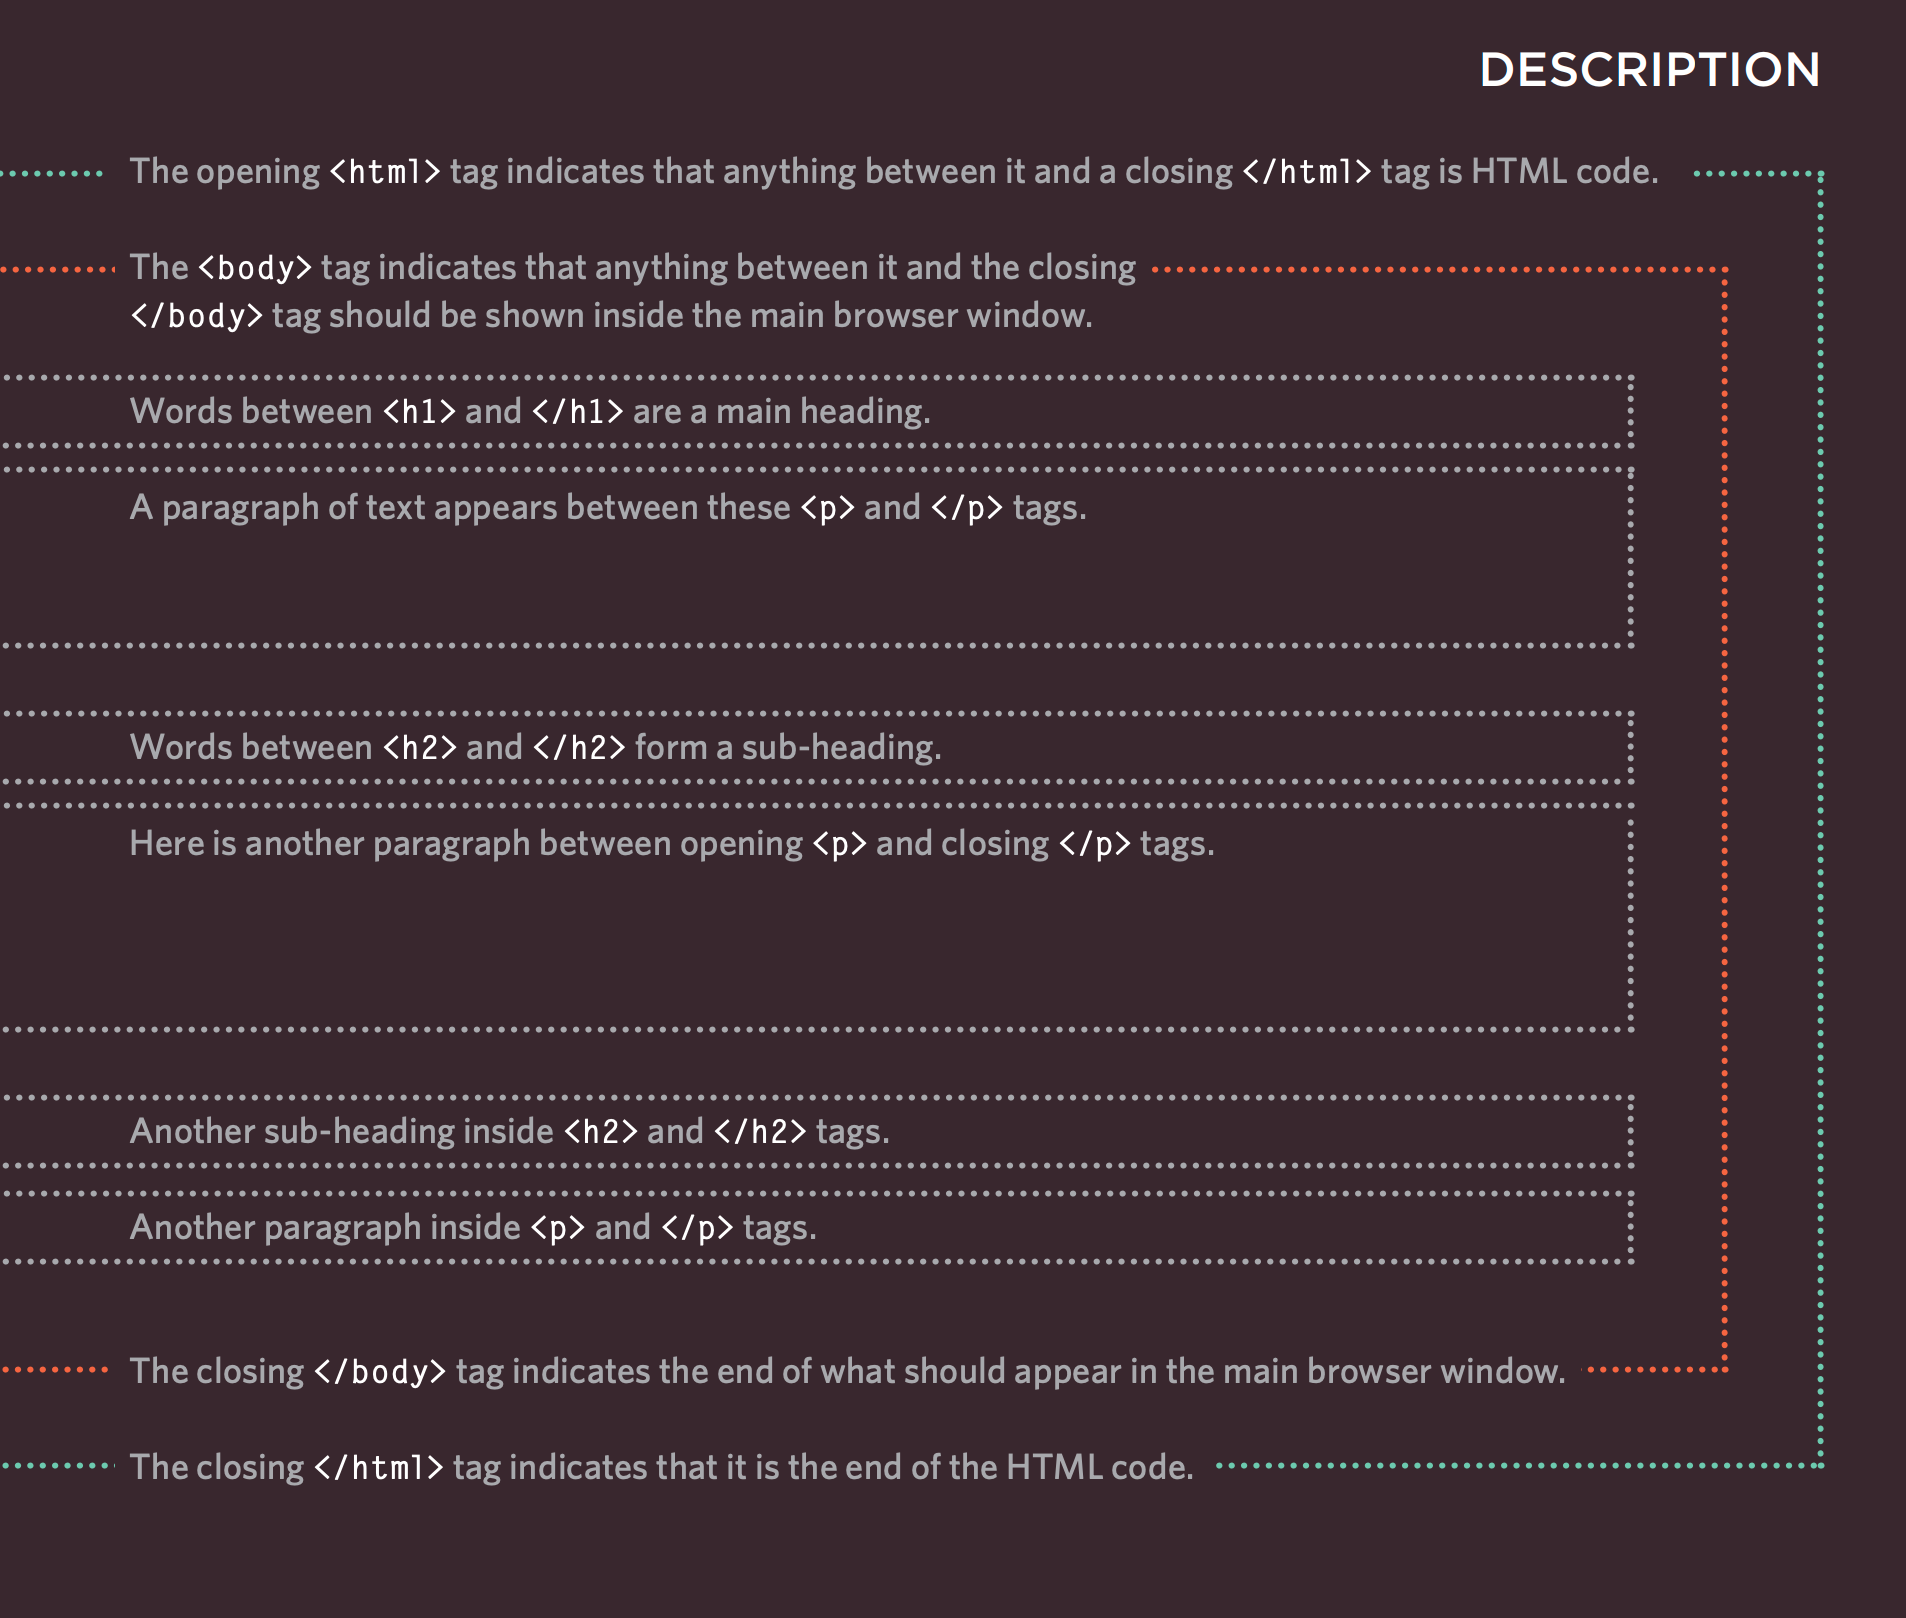 DESCRIPTION
The opening <html> tag indicates that anything between it and a closing </html> tag is HTML code.
The <body> tag indicates that anything between it and the closing
</body> tag should be shown inside the main browser window.
Words between <h1> and </h1> are a main heading.
A paragraph of text appears between these <p> and </p> tags.
Words between <h2> and </h2> form a sub-heading.
Here is another paragraph between opening <p> and closing </p> tags.
Another sub-heading inside <h2> and </h2> tags.
Another paragraph inside <p> and </p> tags.
The closing </body> tag indicates the end of what should appear in the main browser window.
The closing </html> tag indicates that it is the end of the HTML code.